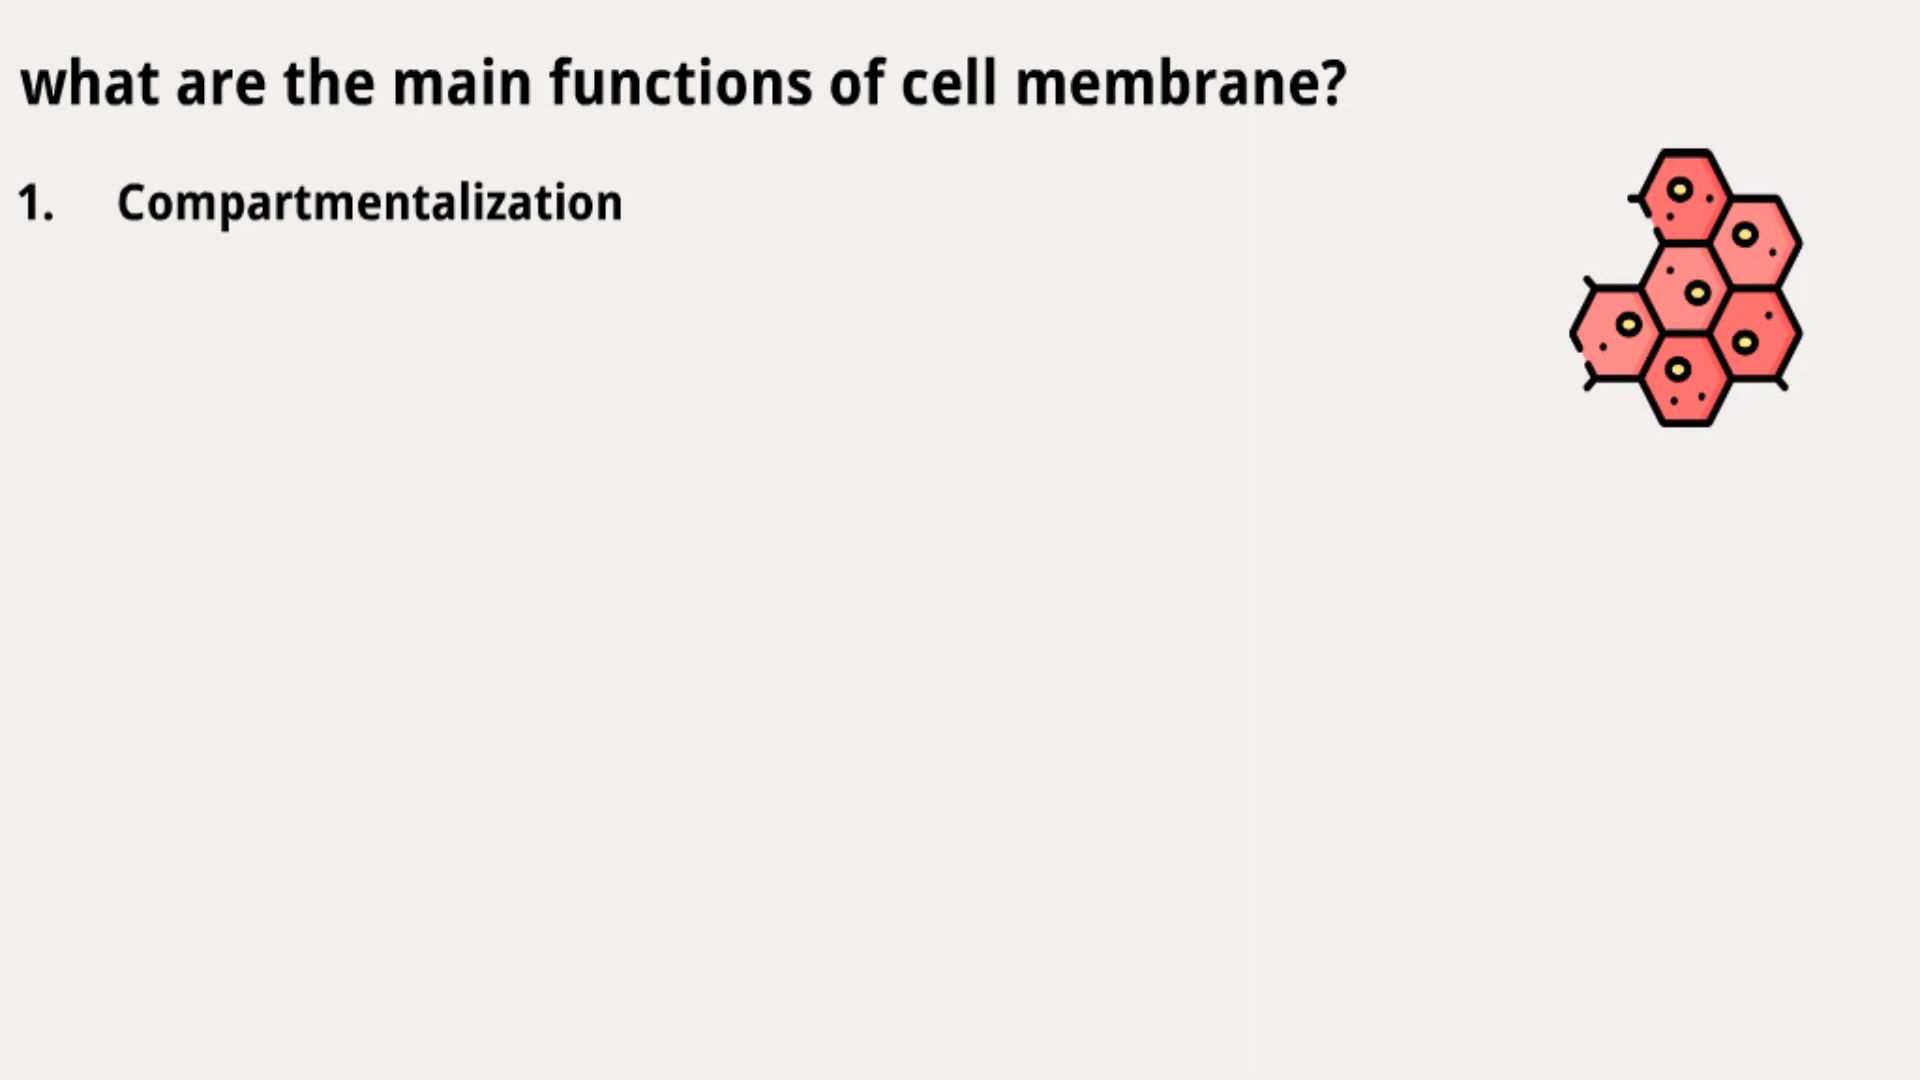 what are the main functions of cell membrane?
1. Compartmentalization